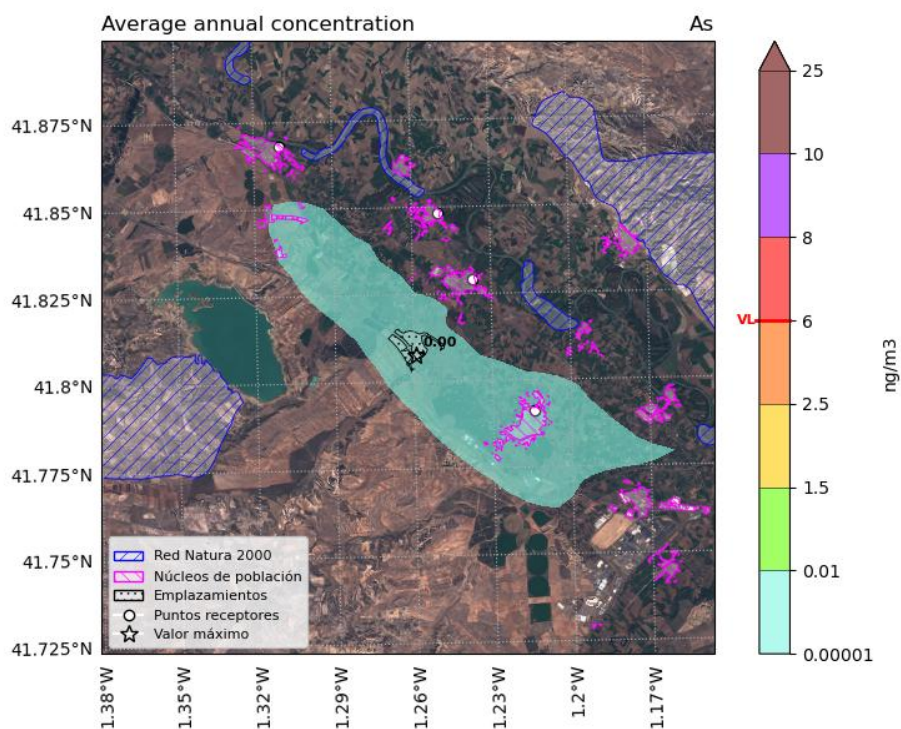 Average annual concentration As
41.875°N
41.85°N
41.825°N
41.8°N
41.775°N
41.75°N
41.725°N
0.00
Red Natura 2000
Núcleos de población
Emplazamientos
Puntos receptores
Valor máximo
1.38°W
1.35°W
1.32°W
1.29°W
1.26°W
1.23°W
1.2°W
1.17°W
25
10
8
VL 6
2.5
1.5
0.01
0.00001
ng/m3